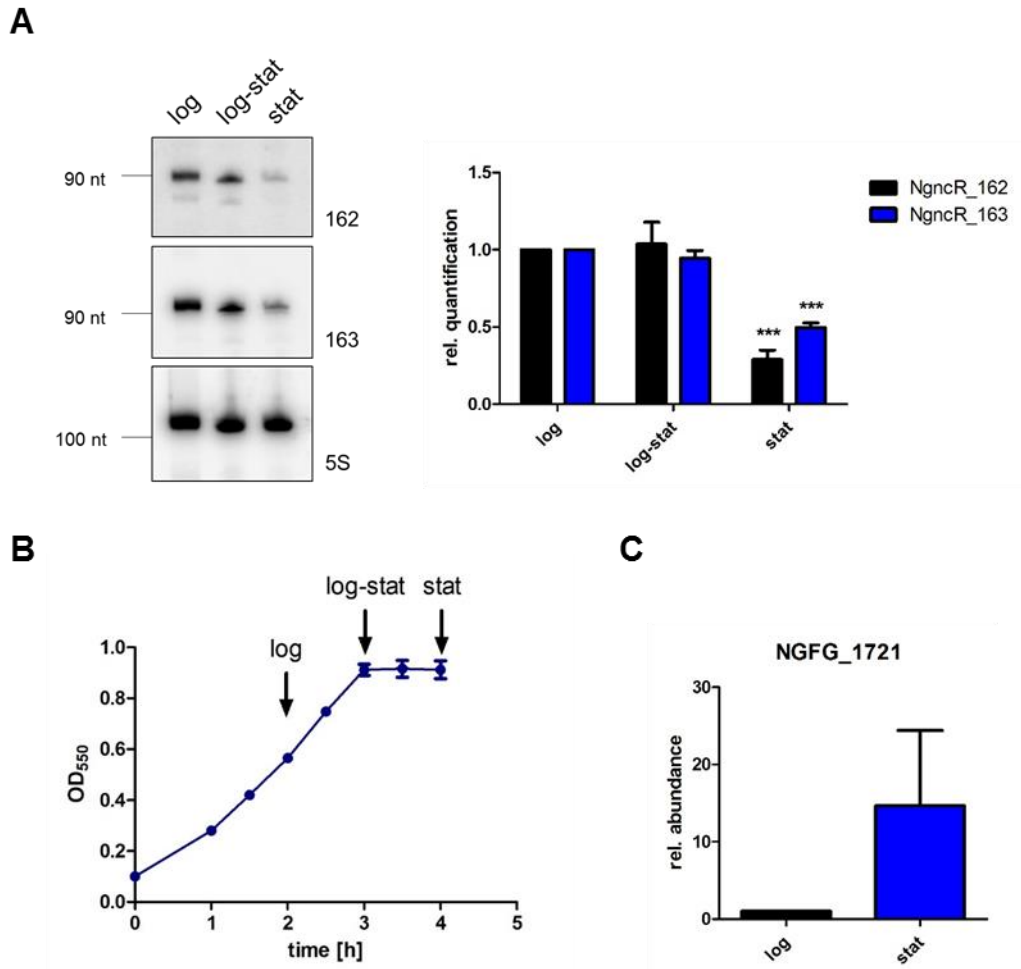 A
log
log-stat
stat
90 nt
162
90 nt
163
100 nt
5S
1.5
1.0
0.5
0.0
rel. quantification
NgncR_162
NgncR_163
***
***
log
log-stat
stat
B
log-stat
stat
log
1.0
0.8
0.6
0.4
0.2
0.0
OD550
0
1
2
3
4
5
time [h]
C
NGFG_1721
30
20
10
0
rel. abundance
log
stat